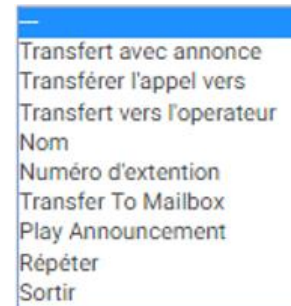 —
Transfert avec annonce
Transférer l'appel vers
Transfert vers l'operateur
Nom
Numéro d'extention
Transfer To Mailbox
Play Announcement
Répéter
Sortir